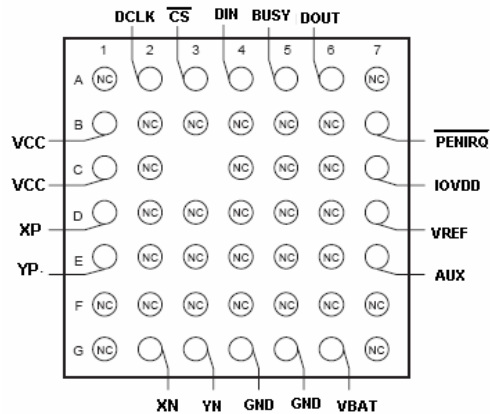 DCLK CS DIN BUSY DOUT
1 2 3 4 5 6 7
A NC NC
B NC NC NC NC NC
VCC PENIRQ
C NC NC NC NC
VCC IOVDD
D NC NC NC NC NC
XP VREF
E NC NC NC NC NC
YP. AUX
F NC NC NC NC NC NC NC
G NC NC
XN YN GND GND VBAT